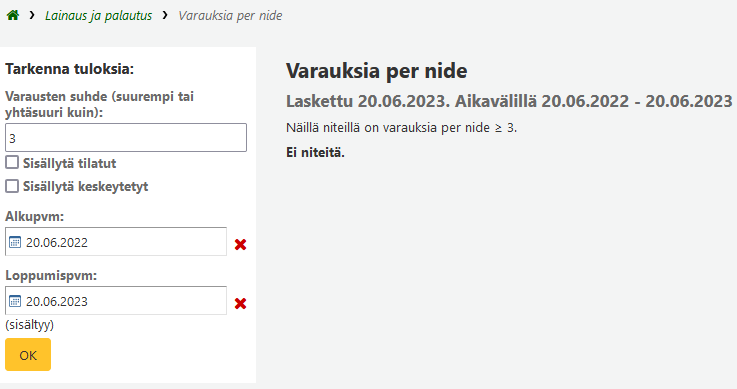 Lainaus ja palautus Varauksia per nide
Tarkenna tuloksia:
Varausten suhde (suurempi tai
yhtäsuuri kuin):
3
Sisällytä tilatut
Sisällytä keskeytetyt
Alkupvm:
20.06.2022
Loppumispvm:
20.06.2023
(sisältyy)
OK
Varauksia per nide
Laskettu 20.06.2023. Aikavälillä 20.06.2022 - 20.06.2023
Näillä niteillä on varauksia per nide ≥ 3.
Ei niteitä.